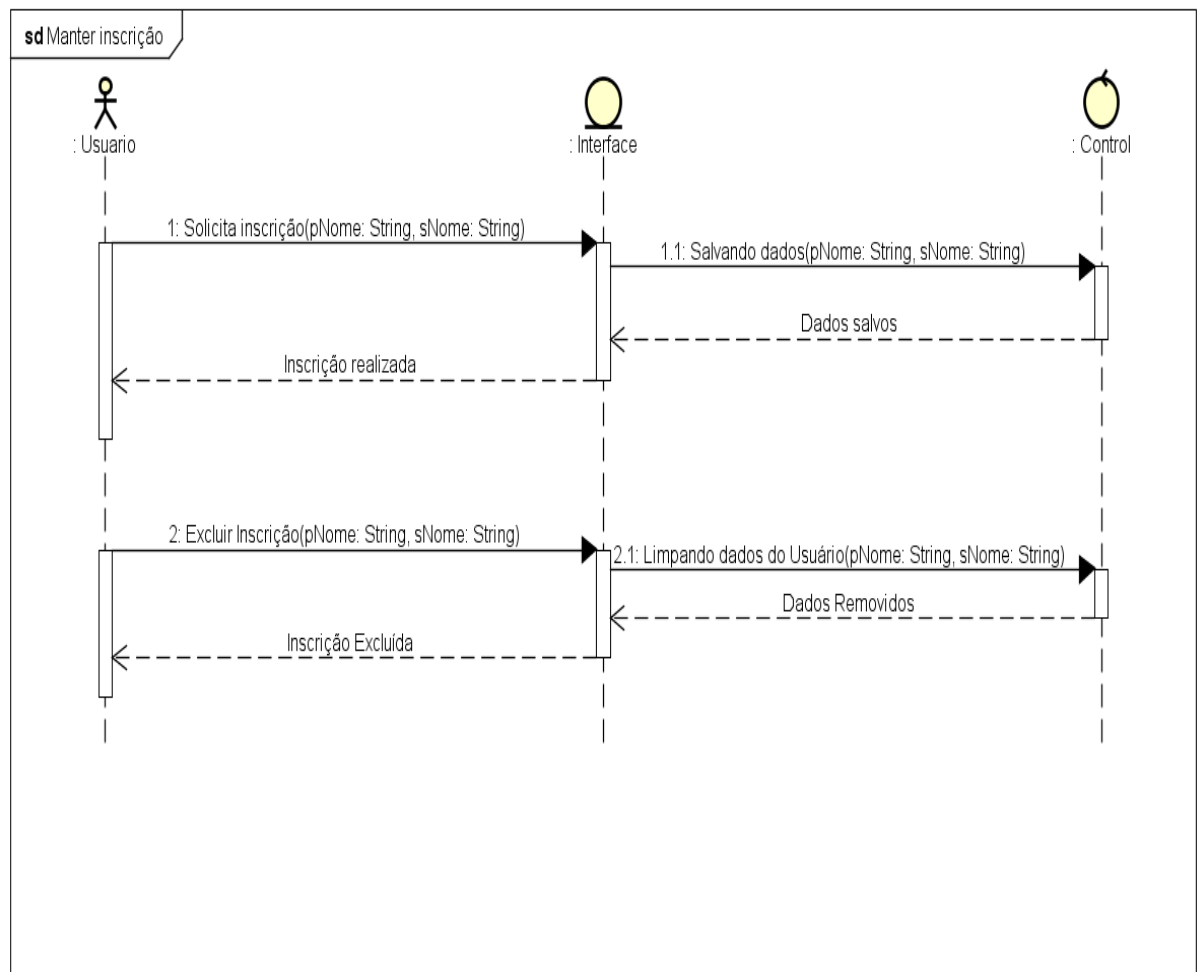 sd Manter inscrição
: Usuario
: Interface
: Control
1: Solicita inscrição(pNome: String, sNome: String)
1.1: Salvando dados(pNome: String, sNome: String)
Dados salvos
Inscrição realizada
2: Excluir Inscrição(pNome: String, sNome: String)
2.1: Limpando dados do Usuário(pNome: String, sNome: String)
Dados Removidos
Inscrição Excluída